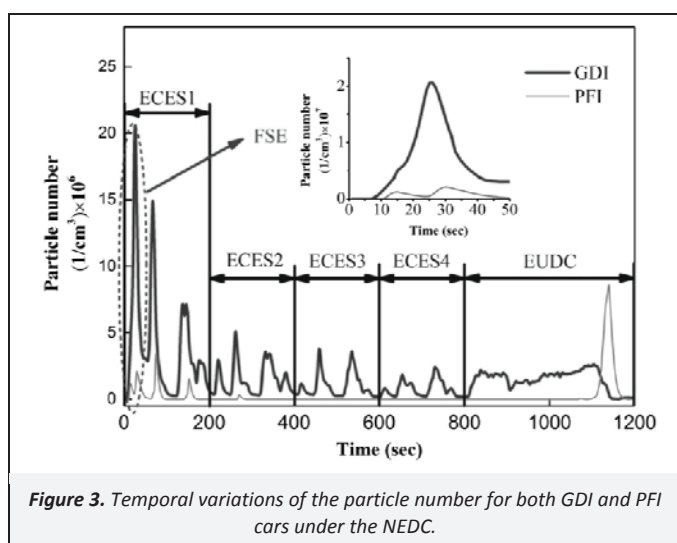 25
20
15
10
5
0
Particle number
(1/cm³)×10⁶
ECES1
FSE
ECES2
ECES3
ECES4
EUDC
2
1
0
Particle number
(1/cm³)×10⁷
0 10 20 30 40 50
Time (sec)
GDI
PFI
0 200 400 600 800 1000 1200
Time (sec)
Figure 3. Temporal variations of the particle number for both GDI and PFI
cars under the NEDC.